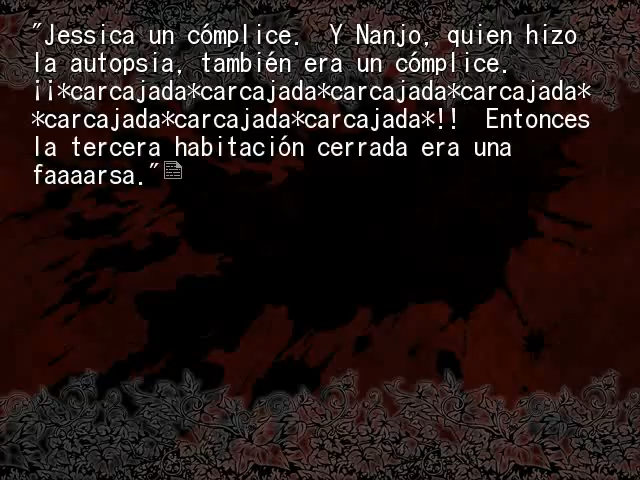 "Jessica un cómplice.  Y Nanjo, quien hizo
la autopsia, también era un cómplice.
¡¡*carcajada*carcajada*carcajada*carcajada*
*carcajada*carcajada*carcajada*!!  Entonces
la tercera habitación cerrada era una
faaaarsa."